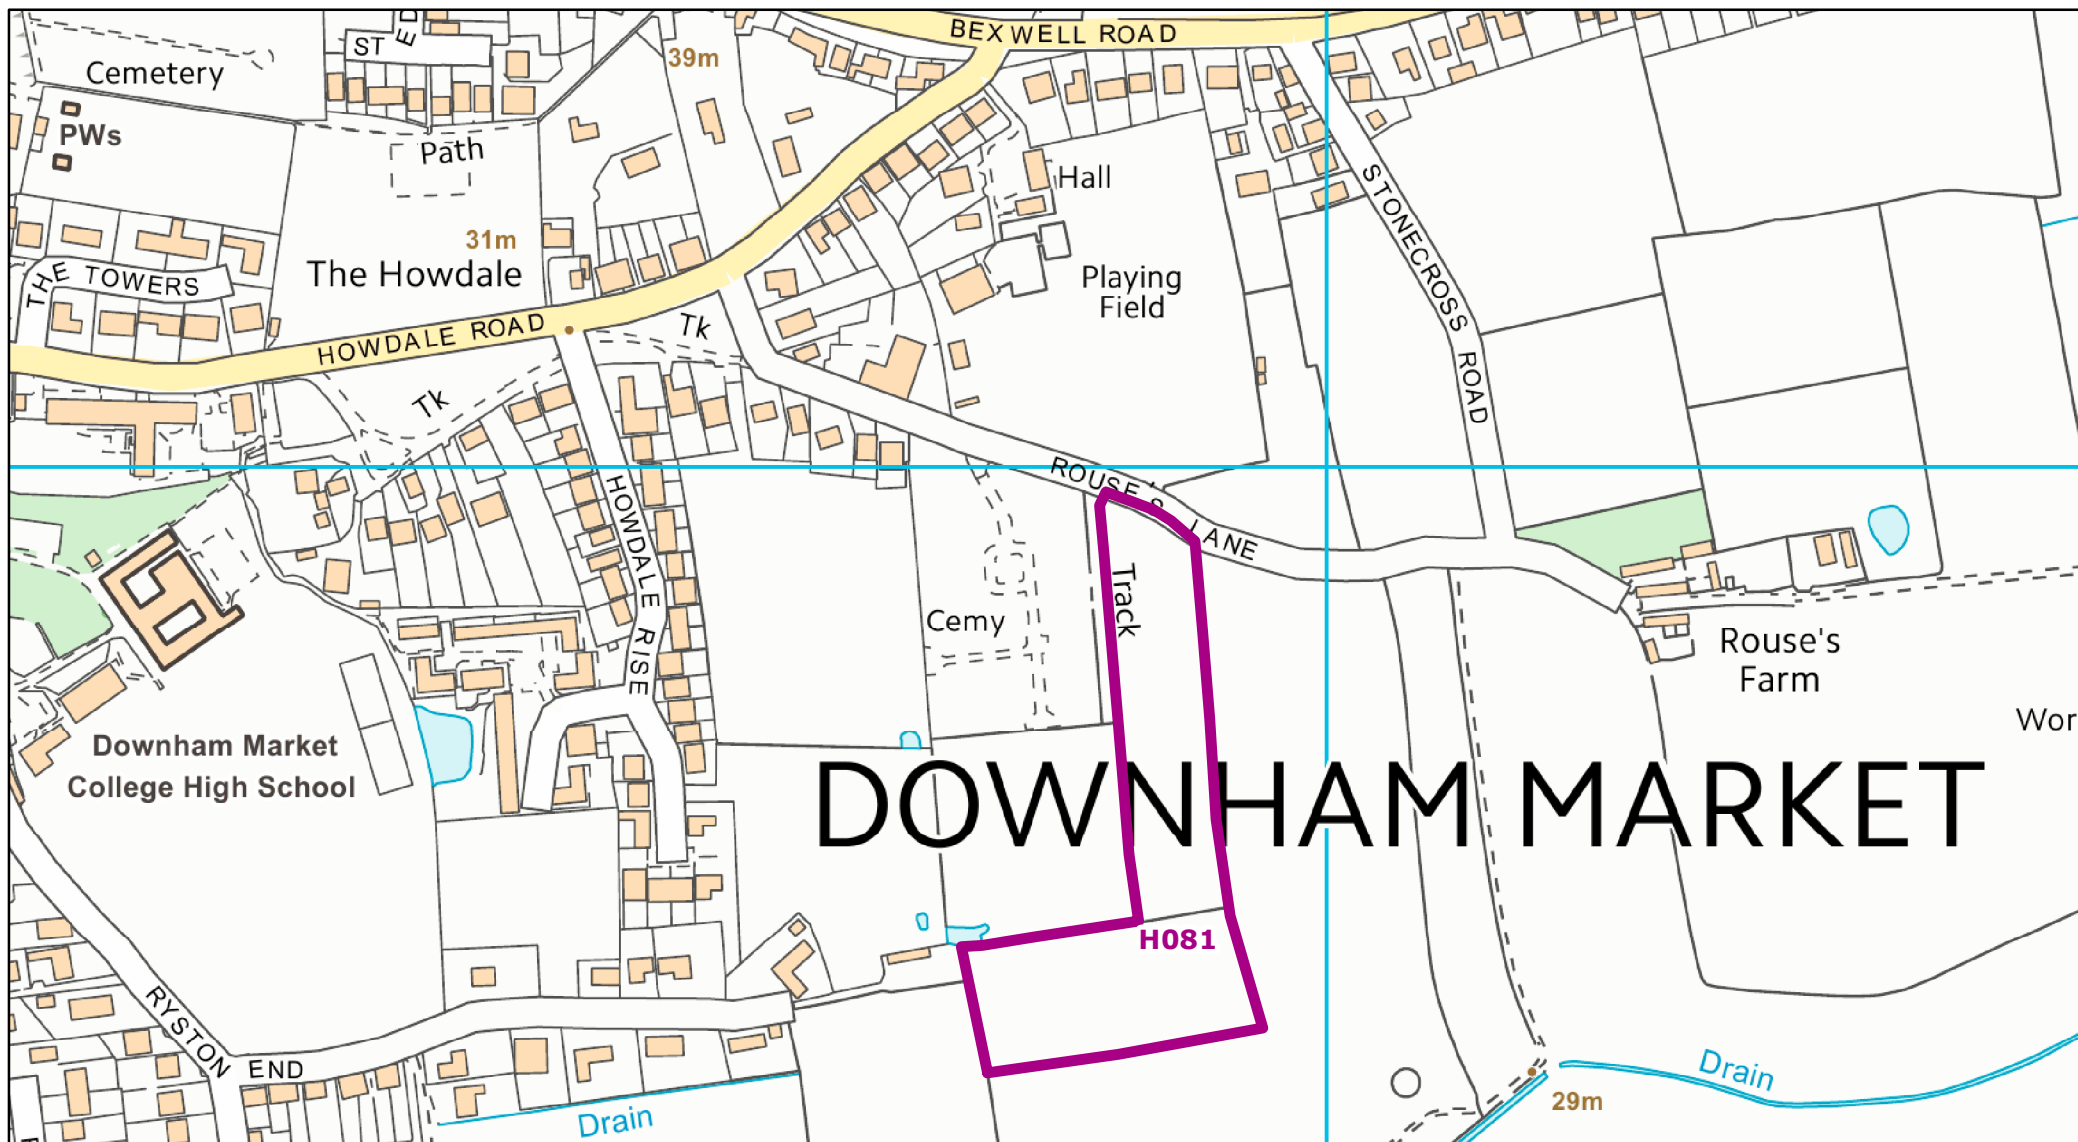 BEXWELL ROAD
ST
ED
39m
Cemetery
PWs
Path
Hall
STONECROSS ROAD
31m
The Howdale
THE TOWERS
Playing
Field
HOWDALE ROAD
Tk
Tk
ROUSE'S LANE
HOWDALE RISE
Track
Cemy
Rouse's
Farm
Wor
Downham Market
College High School
DOWNHAM MARKET
H081
RYSTON END
Drain
29m
Drain